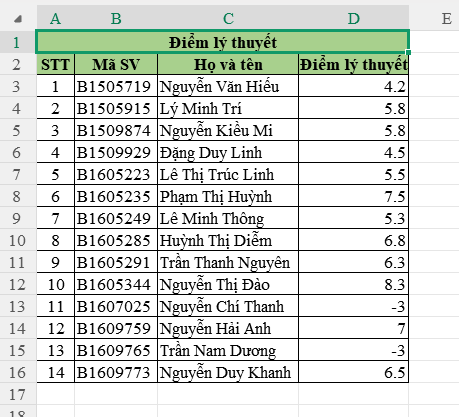 A B C D E
1 Điểm lý thuyết
2 STT Mã SV Họ và tên Điểm lý thuyết
3 1 B1505719 Nguyễn Văn Hiếu 4.2
4 2 B1505915 Lý Minh Trí 5.8
5 3 B1509874 Nguyễn Kiều Mi 5.8
6 4 B1509929 Đặng Duy Linh 4.5
7 5 B1605223 Lê Thị Trúc Linh 5.5
8 6 B1605235 Phạm Thị Huỳnh 7.5
9 7 B1605249 Lê Minh Thông 5.3
10 8 B1605285 Huỳnh Thị Diễm 6.8
11 9 B1605291 Trần Thanh Nguyên 6.3
12 10 B1605344 Nguyễn Thị Đào 8.3
13 11 B1607025 Nguyễn Chí Thanh -3
14 12 B1609759 Nguyễn Hải Anh 7
15 13 B1609765 Trần Nam Dương -3
16 14 B1609773 Nguyễn Duy Khanh 6.5
17
18